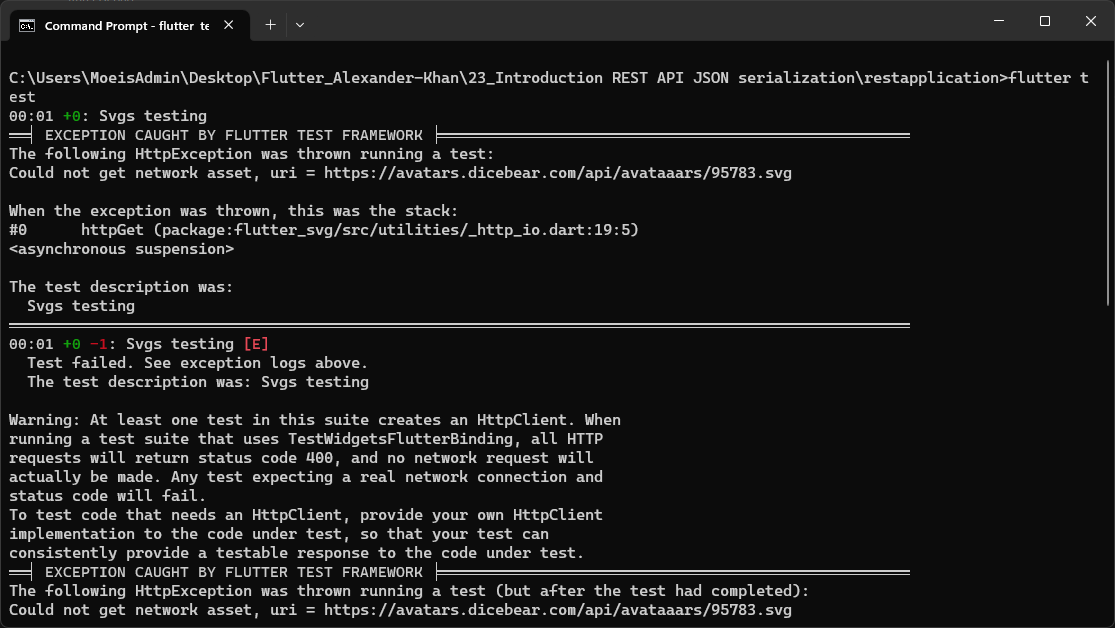 Command Prompt - flutter te
C:\Users\MoeisAdmin\Desktop\Flutter_Alexander-Khan\23_Introduction REST API JSON serialization\restapplication>flutter t
est
00:01 +0: Svgs testing
EXCEPTION CAUGHT BY FLUTTER TEST FRAMEWORK
The following HttpException was thrown running a test:
Could not get network asset, uri = https://avatars.dicebear.com/api/avataaars/95783.svg
When the exception was thrown, this was the stack:
#0      httpGet (package:flutter_svg/src/utilities/_http_io.dart:19:5)
<asynchronous suspension>
The test description was:
  Svgs testing
00:01 +0 -1: Svgs testing [E]
  Test failed. See exception logs above.
  The test description was: Svgs testing
Warning: At least one test in this suite creates an HttpClient. When
running a test suite that uses TestWidgetsFlutterBinding, all HTTP
requests will return status code 400, and no network request will
actually be made. Any test expecting a real network connection and
status code will fail.
To test code that needs an HttpClient, provide your own HttpClient
implementation to the code under test, so that your test can
consistently provide a testable response to the code under test.
EXCEPTION CAUGHT BY FLUTTER TEST FRAMEWORK
The following HttpException was thrown running a test (but after the test had completed):
Could not get network asset, uri = https://avatars.dicebear.com/api/avataaars/95783.svg